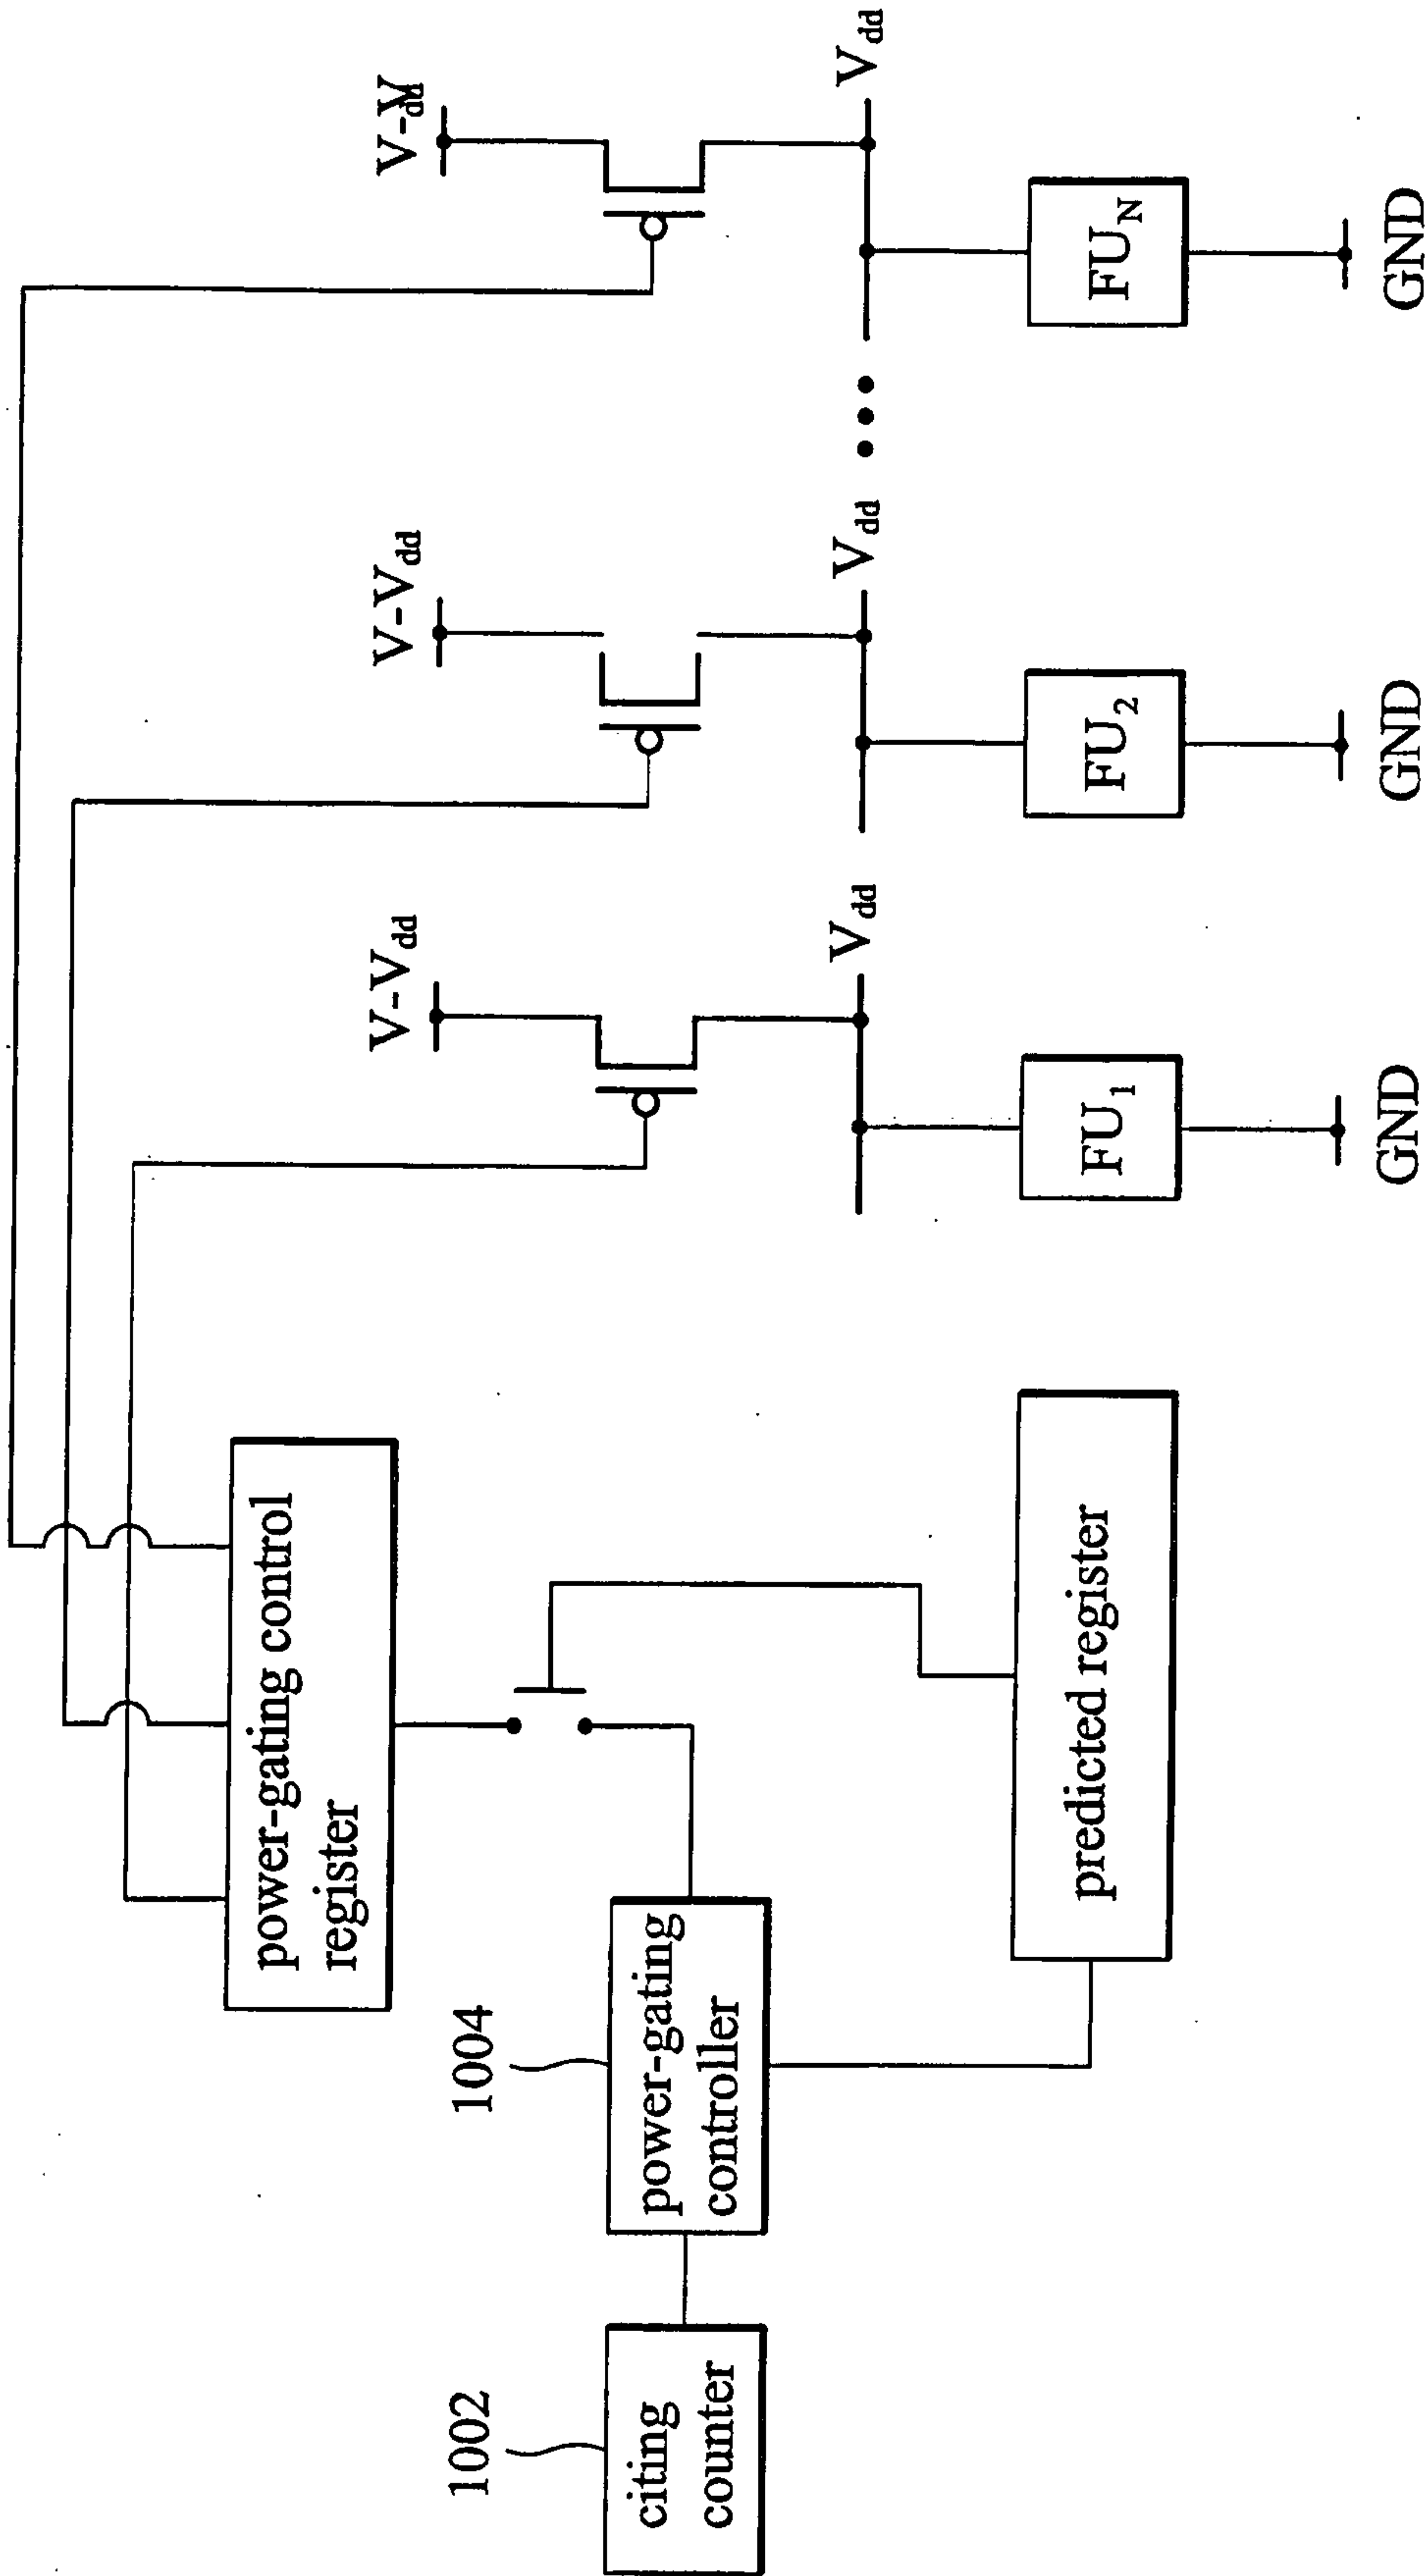 power-gating control
register
1002
citing
counter
1004
power-gating
controller
predicted register
V-V_dd
V-V_dd
V-V_dd
V_dd
V_dd
V_dd
FU_1
FU_2
FU_N
GND
GND
GND